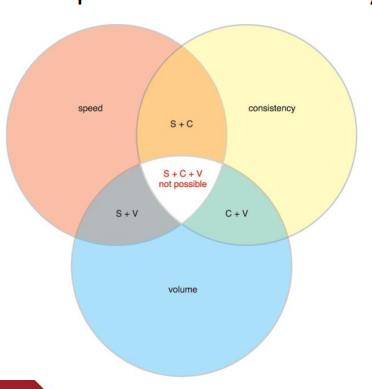 speed
consistency
S + C
S + C + V
not possible
S + V
C + V
volume